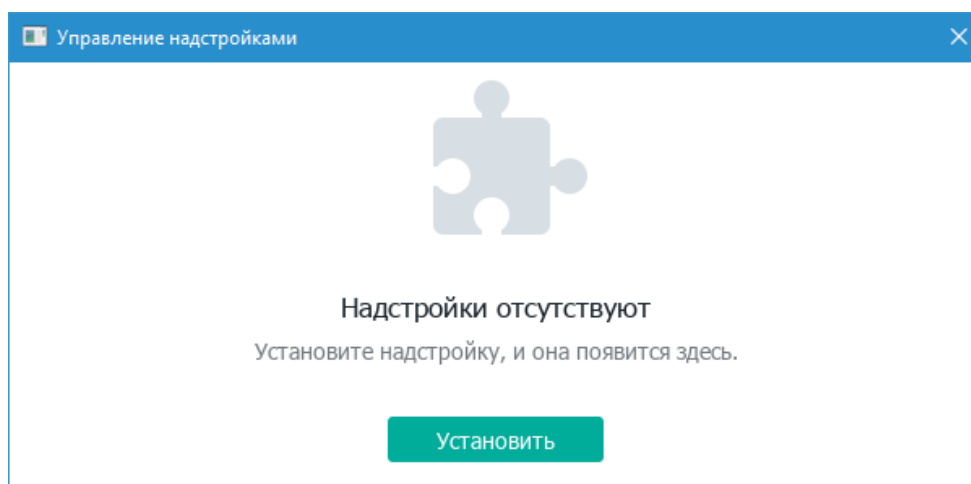 Управление надстройками
Надстройки отсутствуют
Установите надстройку, и она появится здесь.
Установить